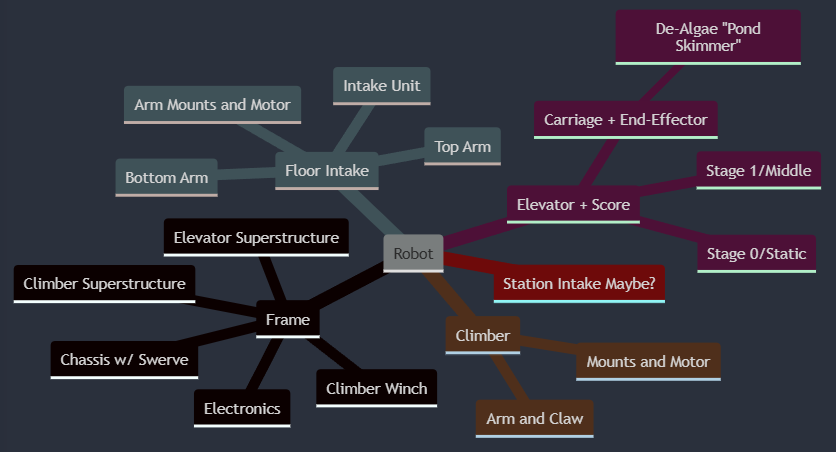 De-Algae "Pond
Skimmer"
Intake Unit
Arm Mounts and Motor
Carriage + End-Effector
Top Arm
Floor Intake
Stage 1/Middle
Bottom Arm
Elevator + Score
Elevator Superstructure
Robot
Stage 0/Static
Climber Superstructure
Station Intake Maybe?
Frame
Climber
Chassis w/ Swerve
Mounts and Motor
Climber Winch
Electronics
Arm and Claw